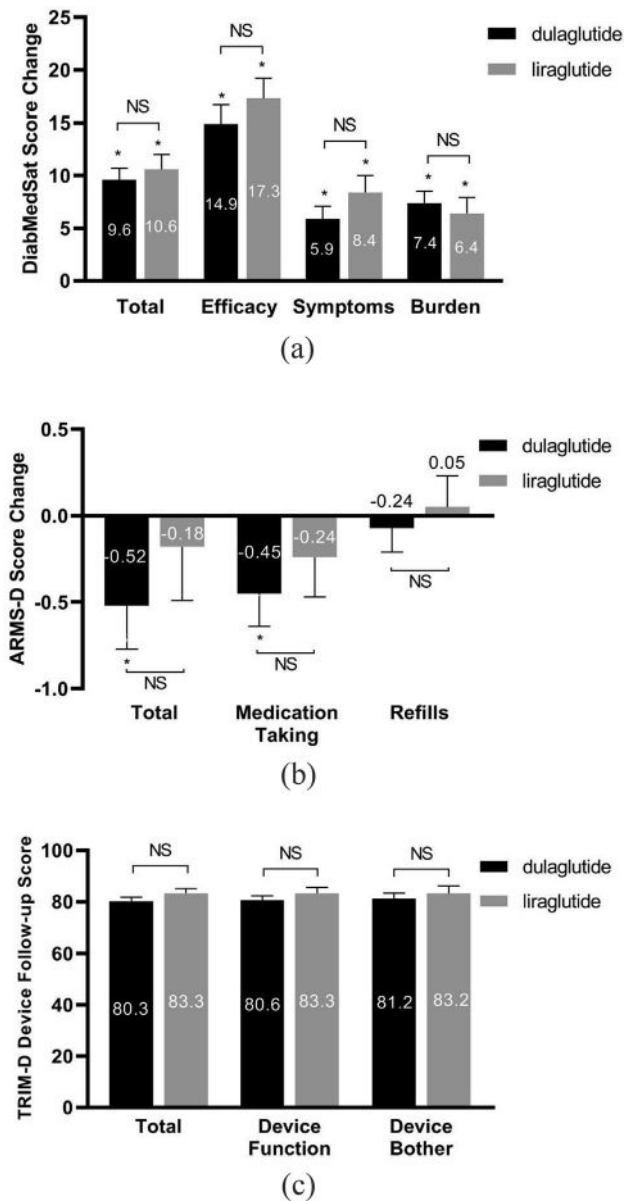 25
20
15
10
5
0
DiabMedSat Score Change
dulaglutide
liraglutide
NS
NS
NS
NS
* * * * * * * *
9.6 10.6 14.9 17.3 5.9 8.4 7.4 6.4
Total Efficacy Symptoms Burden
(a)
0.5
0.0
-0.5
-1.0
ARMS-D Score Change
dulaglutide
liraglutide
-0.24 0.05
-0.52 -0.18 -0.45 -0.24
NS
* *
NS NS
Total Medication Refills
Taking
(b)
100
80
60
40
20
0
TRIM-D Device Follow-up Score
dulaglutide
liraglutide
NS NS NS
80.3 83.3 80.6 83.3 81.2 83.2
Total Device Device
Function Bother
(c)